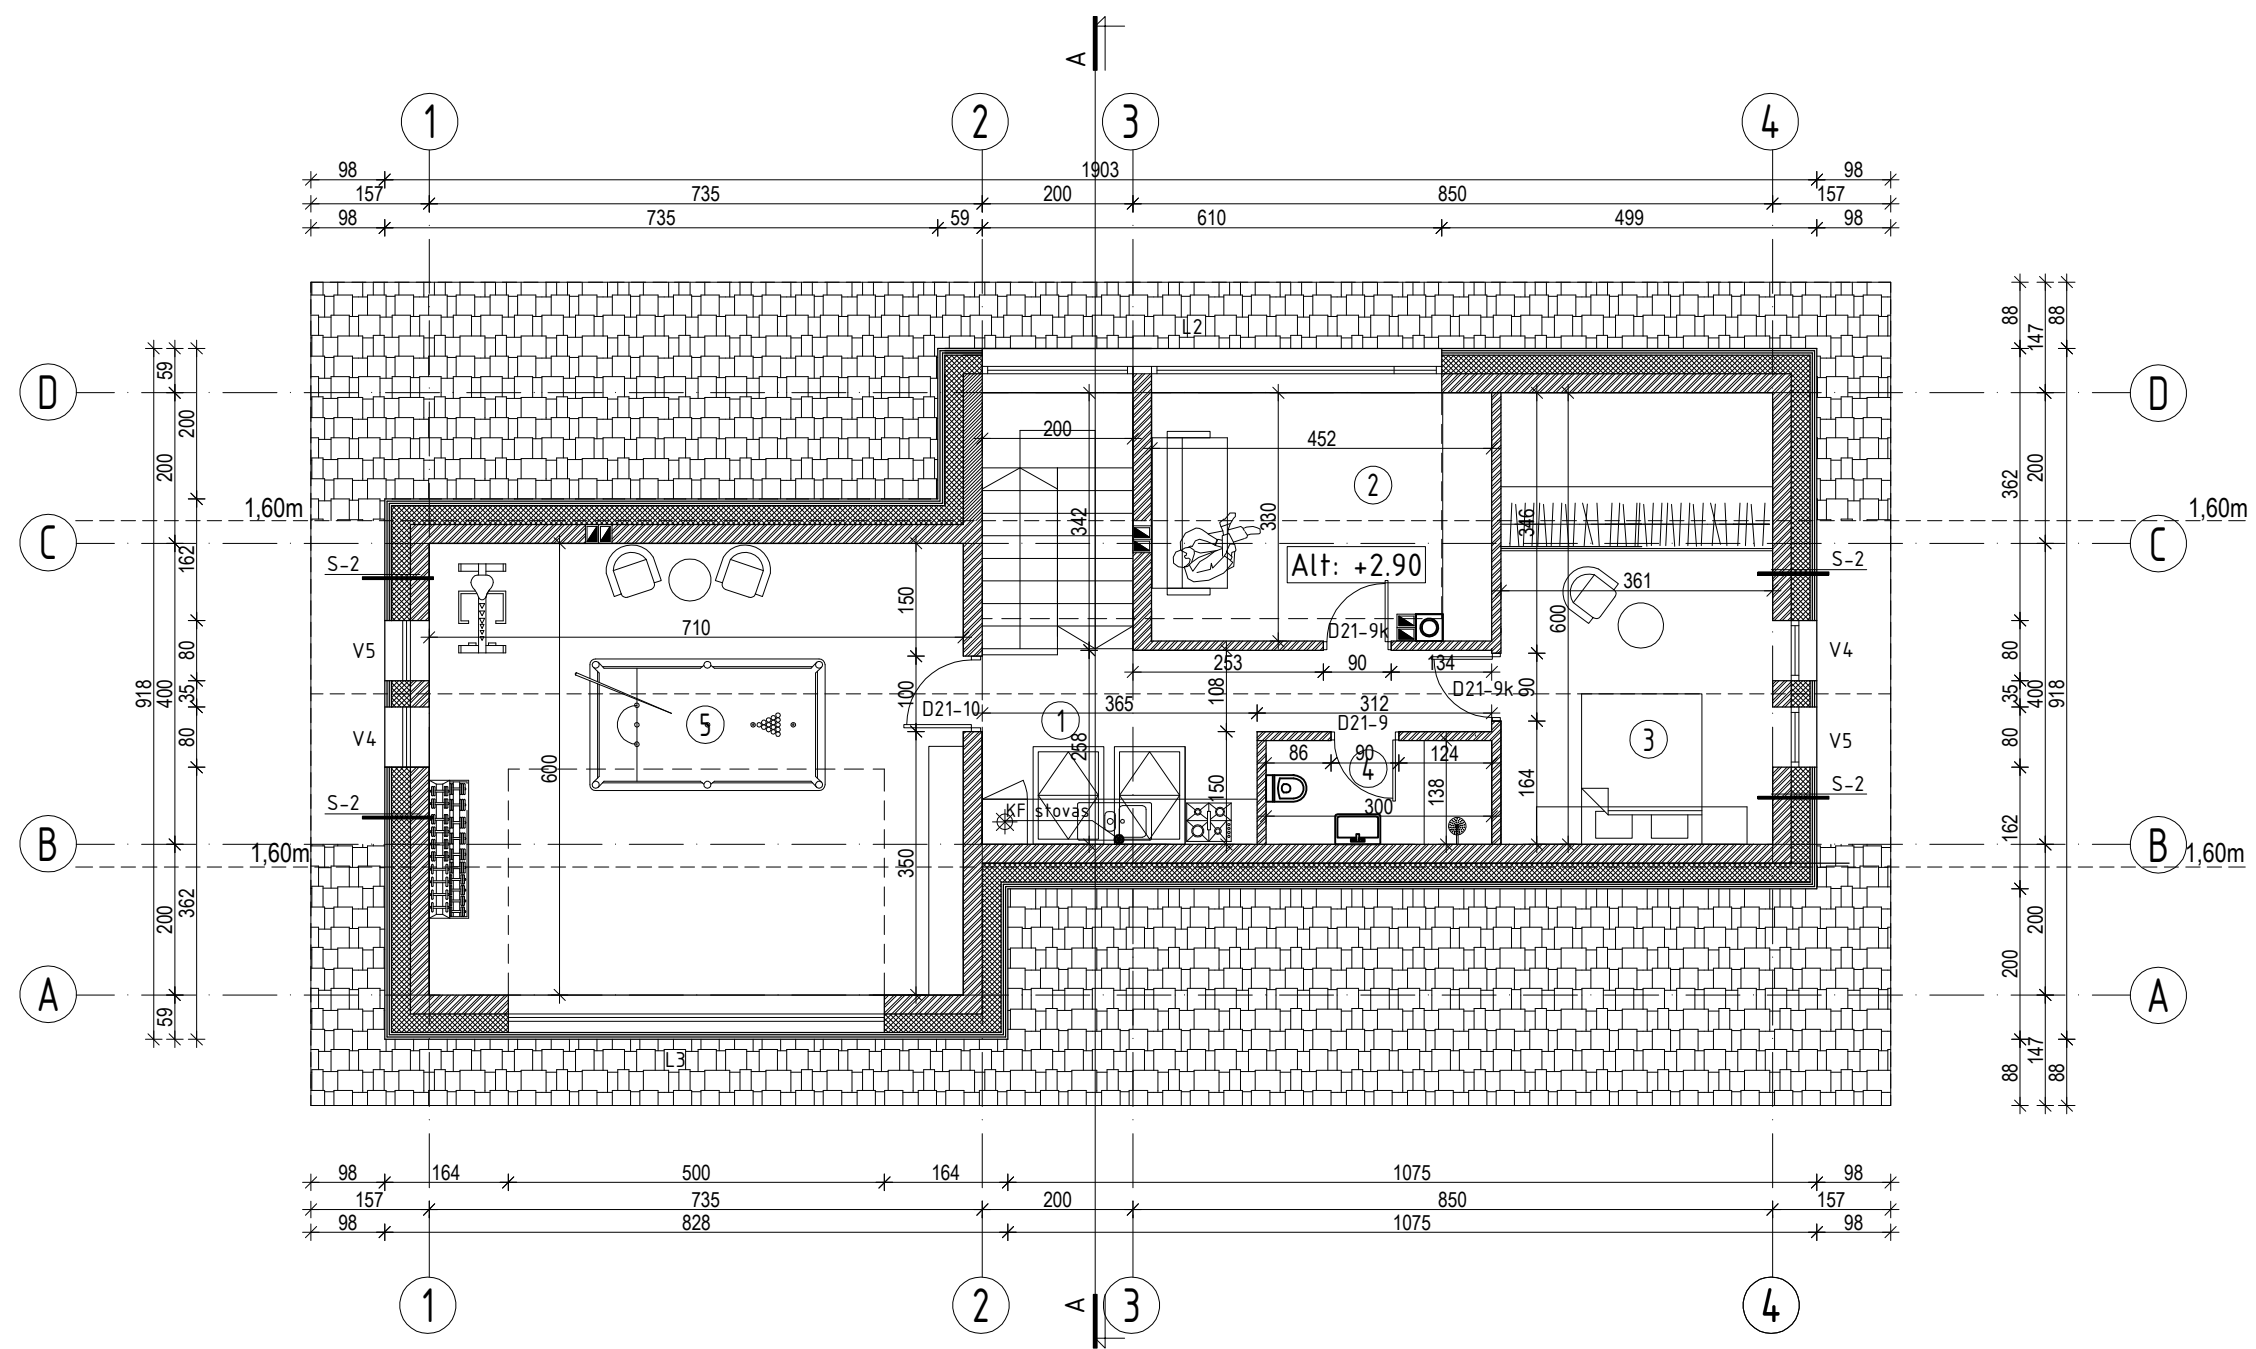 A
1 2 3 4
98 1903 98
157 735 200 850 157
98 735 59 610 499 98
L2
88 147 88
D D
59 200 200
200 452 2
362 200
1,60m 1,60m
342 330 346
C C
162
S-2 S-2
Alt: +2.90
361
150 600
710 D21-9k
V5 V4
253 90 134
80 80
918 400 35 35 400 918
108 100 D21-9k 90
D21-10 365 312
1 5 D21-9 3
V4 V5
258 86 90 124
80 600 4 80
150 138 164
S-2 S-2
KF stovas 300
162
B B
1,60m 1,60m
350
200 362 200 200
A A
59
L3
88 147 88
98 164 500 164 1075 98
157 735 200 850 157
98 828 1075 98
1 2 A 3 4